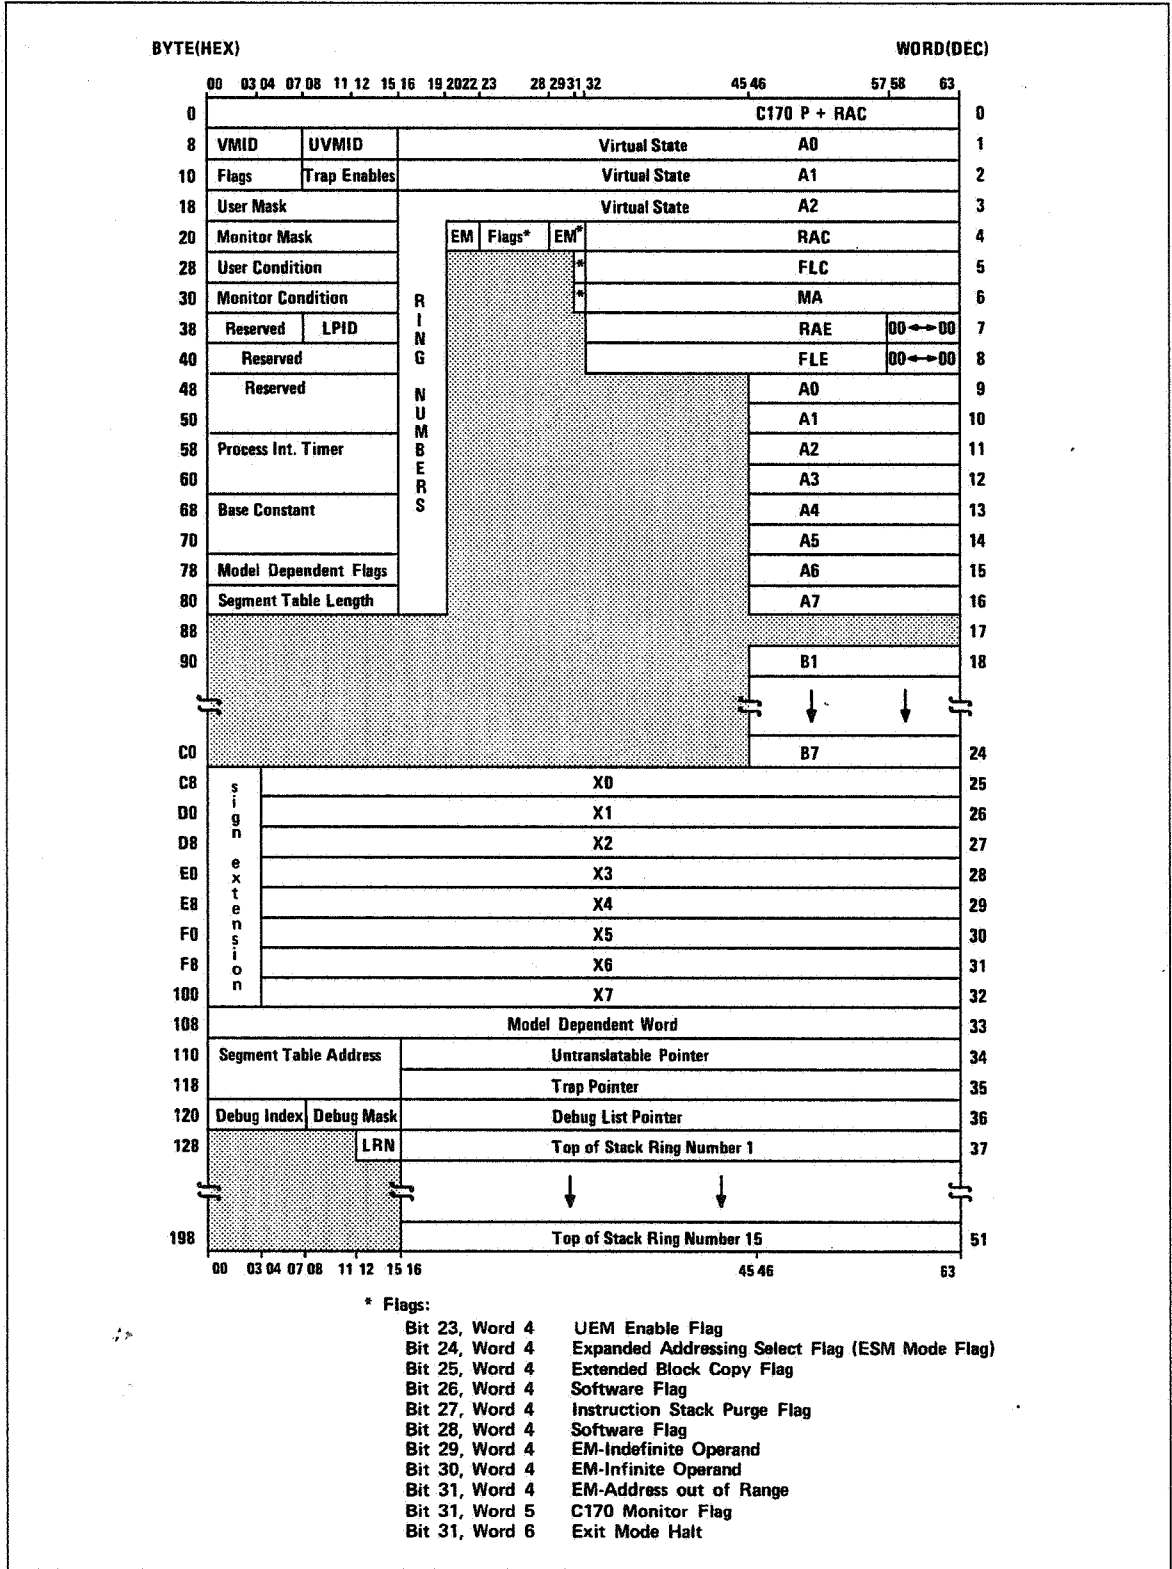 BYTE(HEX) WORD(DEC)
00 03 04 07 08 11 12 15 16 19 20 22 23 28 29 31 32 45 46 57 58 63
0 C170 P + RAC 0
8 VMID UVMID Virtual State A0 1
10 Flags Trap Enables Virtual State A1 2
18 User Mask Virtual State A2 3
20 Monitor Mask EM Flags* EM* RAC 4
28 User Condition * FLC 5
30 Monitor Condition * MA 6
38 Reserved LPID RAE 00↔00 7
40 Reserved FLE 00↔00 8
48 Reserved A0 9
50 A1 10
58 Process Int. Timer A2 11
60 A3 12
68 Base Constant A4 13
70 A5 14
78 Model Dependent Flags A6 15
80 Segment Table Length A7 16
RING NUMBERS
88 17
90 B1 18
C0 B7 24
C8 X0 25
D0 X1 26
D8 X2 27
E0 X3 28
E8 X4 29
F0 X5 30
F8 X6 31
100 X7 32
sign extension
108 Model Dependent Word 33
110 Segment Table Address Untranslatable Pointer 34
118 Trap Pointer 35
120 Debug Index Debug Mask Debug List Pointer 36
128 LRN Top of Stack Ring Number 1 37
198 Top of Stack Ring Number 15 51
00 03 04 07 08 11 12 15 16 45 46 63
* Flags:
Bit 23, Word 4 UEM Enable Flag
Bit 24, Word 4 Expanded Addressing Select Flag (ESM Mode Flag)
Bit 25, Word 4 Extended Block Copy Flag
Bit 26, Word 4 Software Flag
Bit 27, Word 4 Instruction Stack Purge Flag
Bit 28, Word 4 Software Flag
Bit 29, Word 4 EM-Indefinite Operand
Bit 30, Word 4 EM-Infinite Operand
Bit 31, Word 4 EM-Address out of Range
Bit 31, Word 5 C170 Monitor Flag
Bit 31, Word 6 Exit Mode Halt